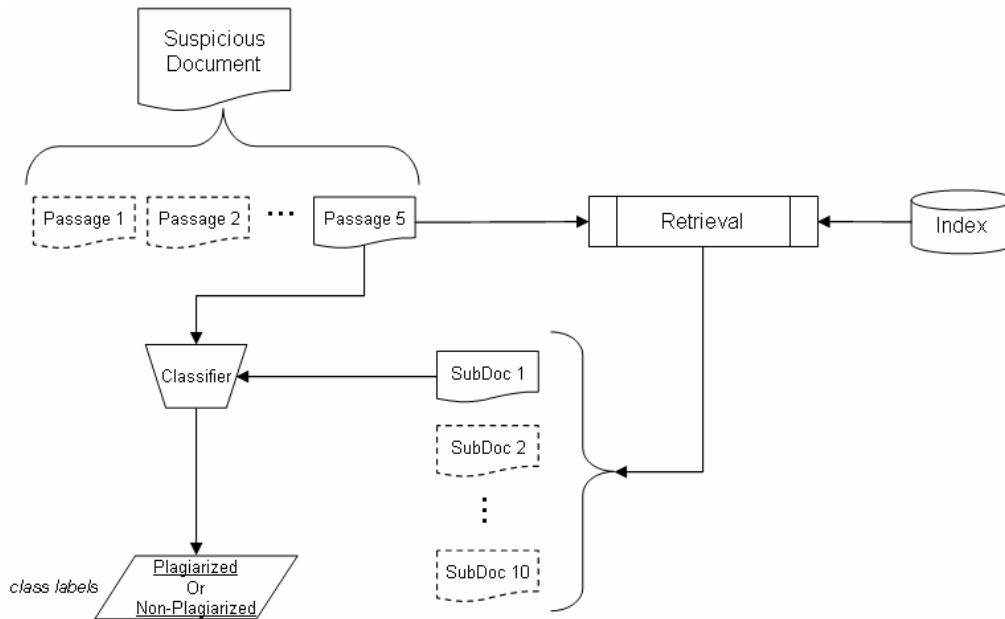 Suspicious
Document
Passage 1
Passage 2
...
Passage 5
Retrieval
Index
Classifier
SubDoc 1
SubDoc 2
...
SubDoc 10
class labels
Plagiarized
Or
Non-Plagiarized